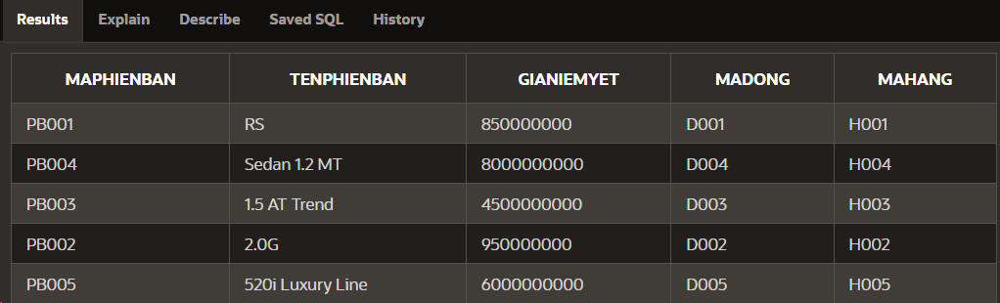 Results Explain Describe Saved SQL History
MAPHIENBAN TENPHIENBAN GIANIEMYET MADONG MAHANG
PB001 RS 850000000 D001 H001
PB004 Sedan 1.2 MT 8000000000 D004 H004
PB003 1.5 AT Trend 4500000000 D003 H003
PB002 2.0G 950000000 D002 H002
PB005 520i Luxury Line 6000000000 D005 H005